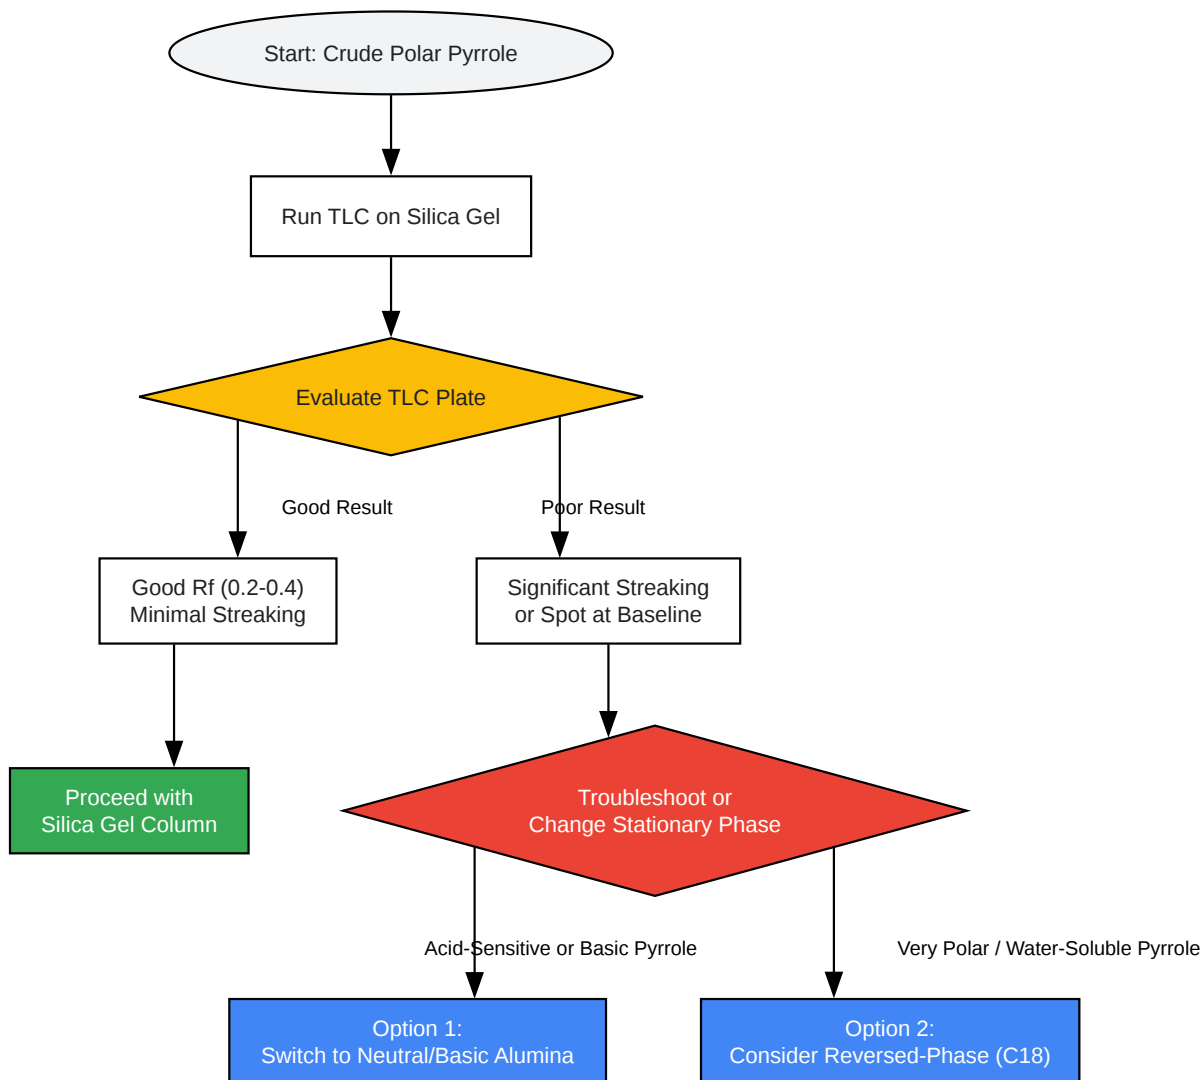 Start: Crude Polar Pyrrole
Run TLC on Silica Gel
Evaluate TLC Plate
Good Result
Poor Result
Good Rf (0.2-0.4)
Minimal Streaking
Significant Streaking
or Spot at Baseline
Proceed with
Silica Gel Column
Troubleshoot or
Change Stationary Phase
Acid-Sensitive or Basic Pyrrole
Very Polar / Water-Soluble Pyrrole
Option 1:
Switch to Neutral/Basic Alumina
Option 2:
Consider Reversed-Phase (C18)